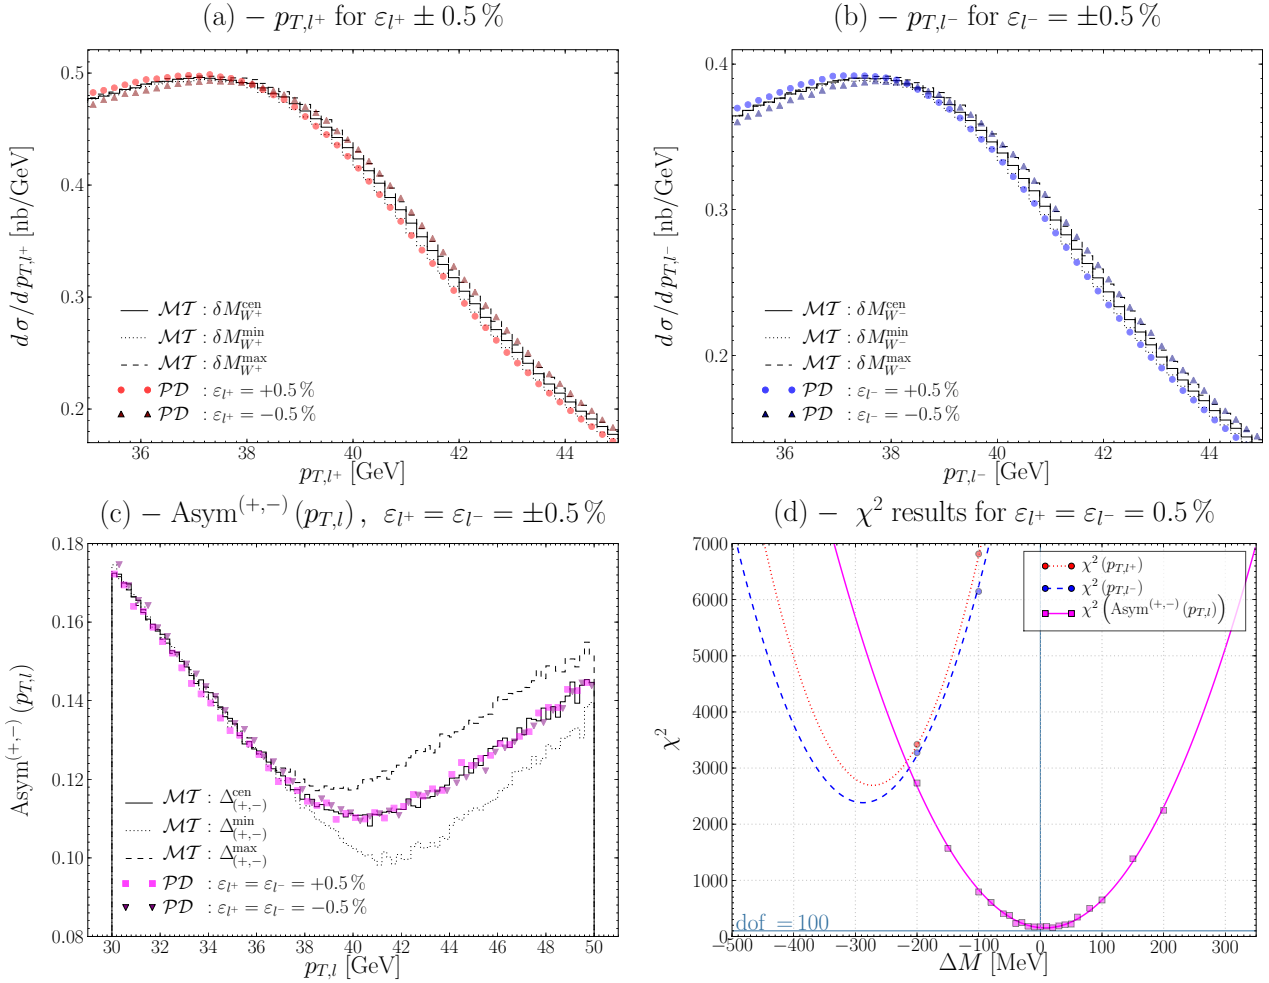 (a) − p_{T,l^+} for ε_{l^+} ± 0.5 %
dσ/dp_{T,l^+} [nb/GeV]
0.5
0.4
0.3
0.2
MT : δM^{cen}_{W^+}
MT : δM^{min}_{W^+}
MT : δM^{max}_{W^+}
PD : ε_{l^+} = +0.5 %
PD : ε_{l^+} = −0.5 %
36 38 40 42 44
p_{T,l^+} [GeV]
(b) − p_{T,l^−} for ε_{l^−} = ±0.5 %
dσ/dp_{T,l^−} [nb/GeV]
0.4
0.3
0.2
MT : δM^{cen}_{W^−}
MT : δM^{min}_{W^−}
MT : δM^{max}_{W^−}
PD : ε_{l^−} = +0.5 %
PD : ε_{l^−} = −0.5 %
36 38 40 42 44
p_{T,l^−} [GeV]
(c) − Asym^{(+,−)} (p_{T,l}) , ε_{l^+} = ε_{l^−} = ±0.5 %
Asym^{(+,−)} (p_{T,l})
0.18
0.16
0.14
0.12
0.10
0.08
MT : Δ^{cen}_{(+,−)}
MT : Δ^{min}_{(+,−)}
MT : Δ^{max}_{(+,−)}
PD : ε_{l^+} = ε_{l^−} = +0.5 %
PD : ε_{l^+} = ε_{l^−} = −0.5 %
30 32 34 36 38 40 42 44 46 48 50
p_{T,l} [GeV]
(d) − χ² results for ε_{l^+} = ε_{l^−} = 0.5 %
χ²
7000
6000
5000
4000
3000
2000
1000
0
χ² (p_{T,l^+})
χ² (p_{T,l^−})
χ² (Asym^{(+,−)} (p_{T,l}))
dof = 100
−500 −400 −300 −200 −100 0 100 200 300
ΔM [MeV]